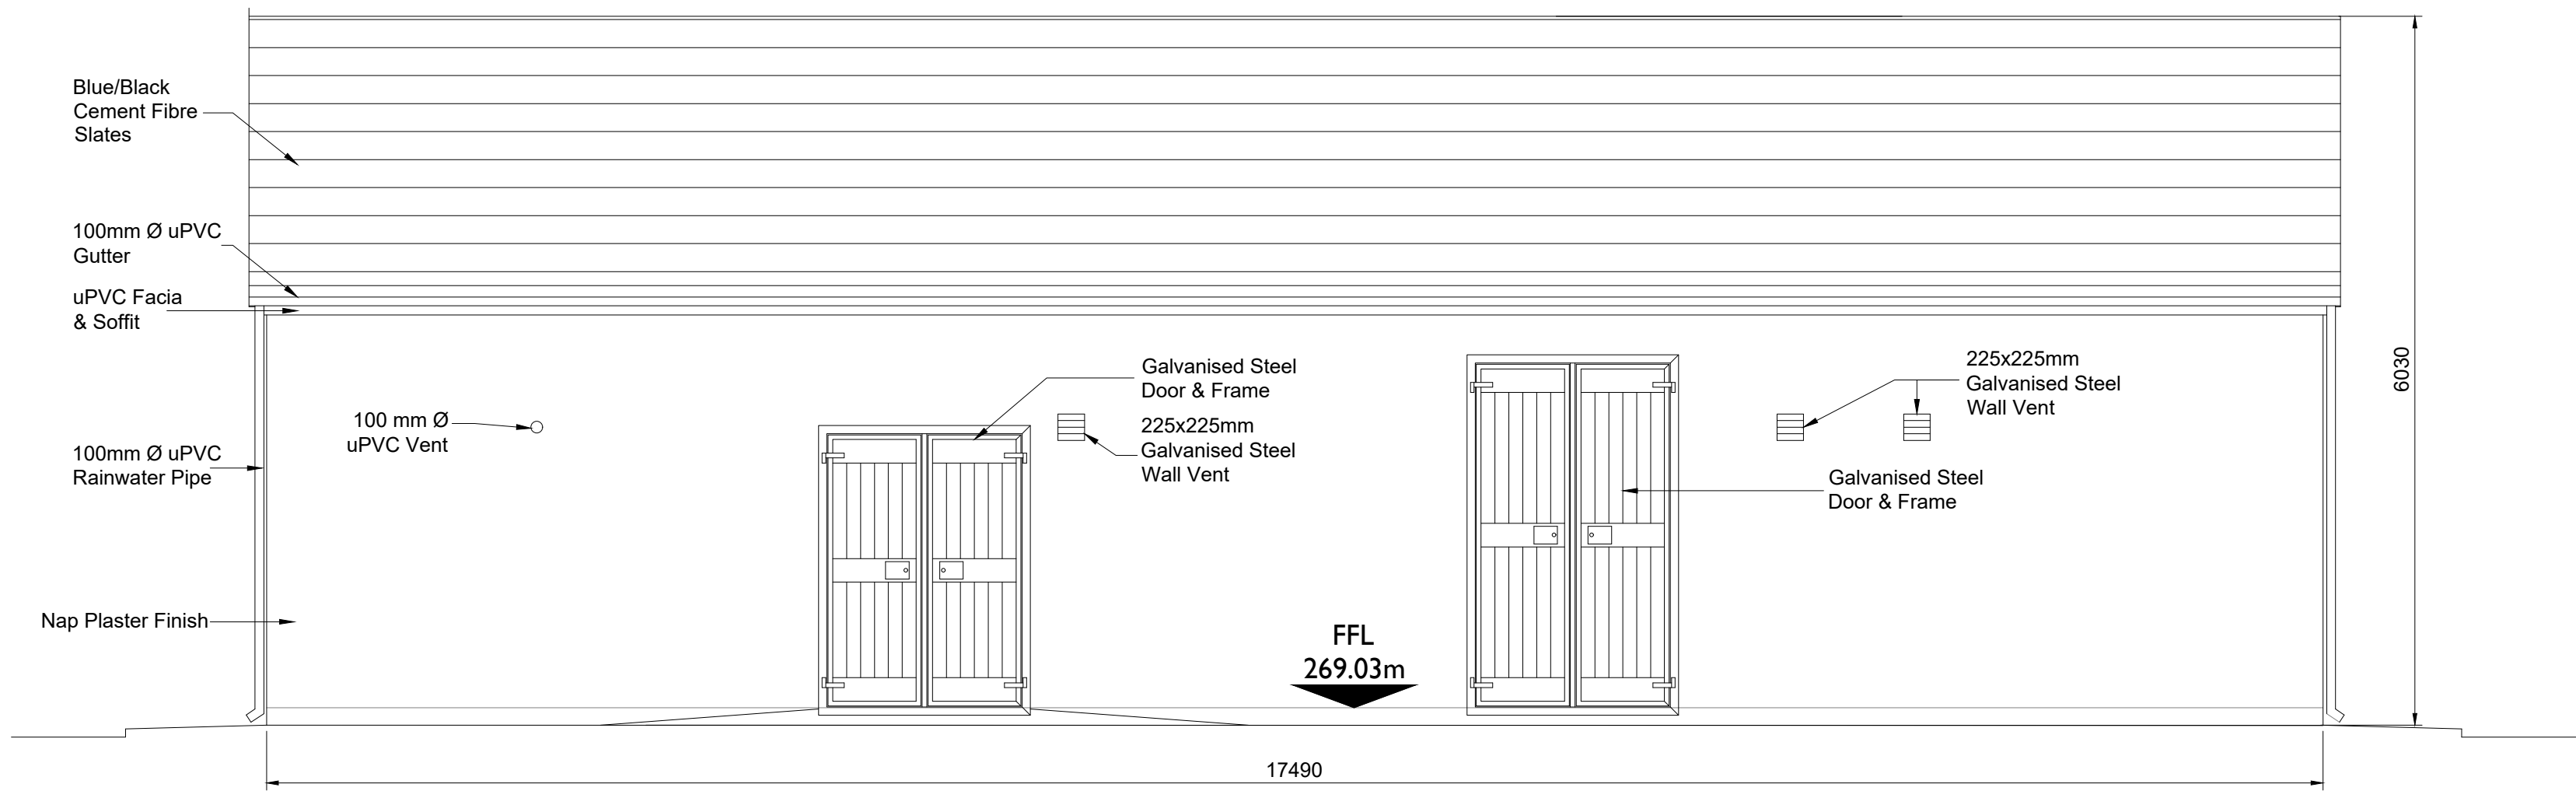 Blue/Black
Cement Fibre
Slates
100mm Ø uPVC
Gutter
uPVC Facia
& Soffit
100mm Ø uPVC
Rainwater Pipe
Nap Plaster Finish
100 mm Ø
uPVC Vent
Galvanised Steel
Door & Frame
225x225mm
Galvanised Steel
Wall Vent
FFL
269.03m
225x225mm
Galvanised Steel
Wall Vent
Galvanised Steel
Door & Frame
6030
17490